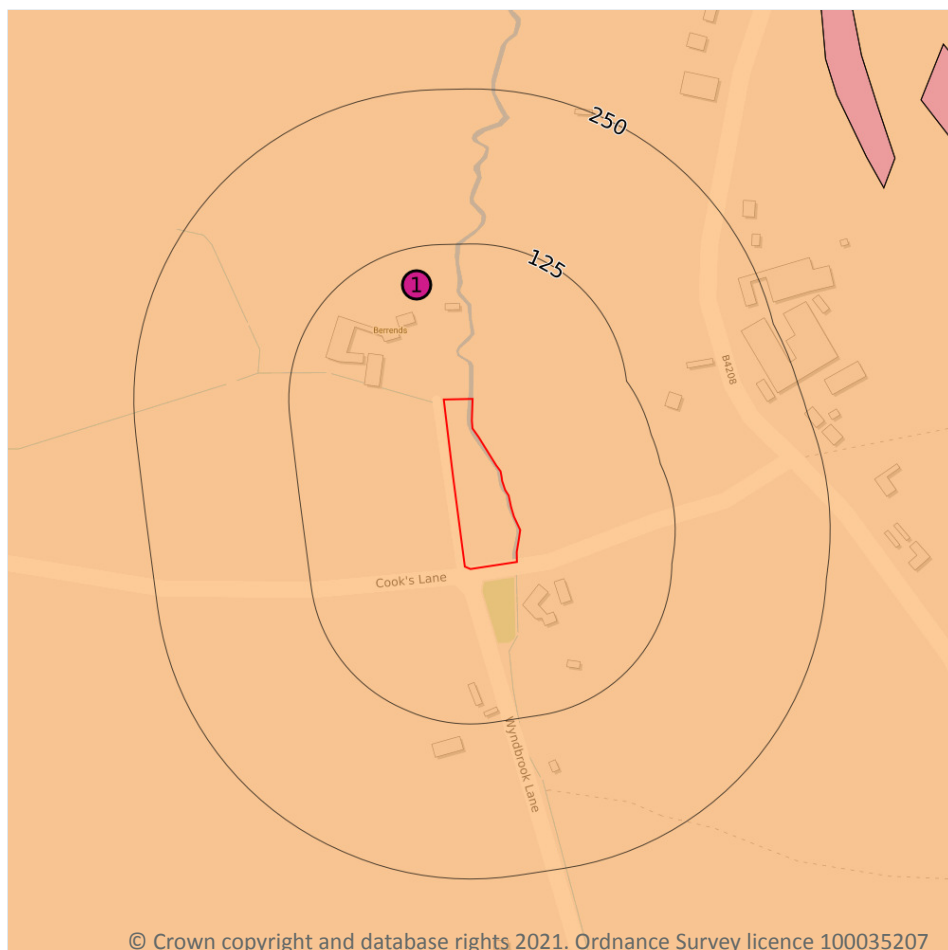 250
125
1
Berrends
B4208
Cook's Lane
Wyndbrook Lane
© Crown copyright and database rights 2021. Ordnance Survey licence 100035207